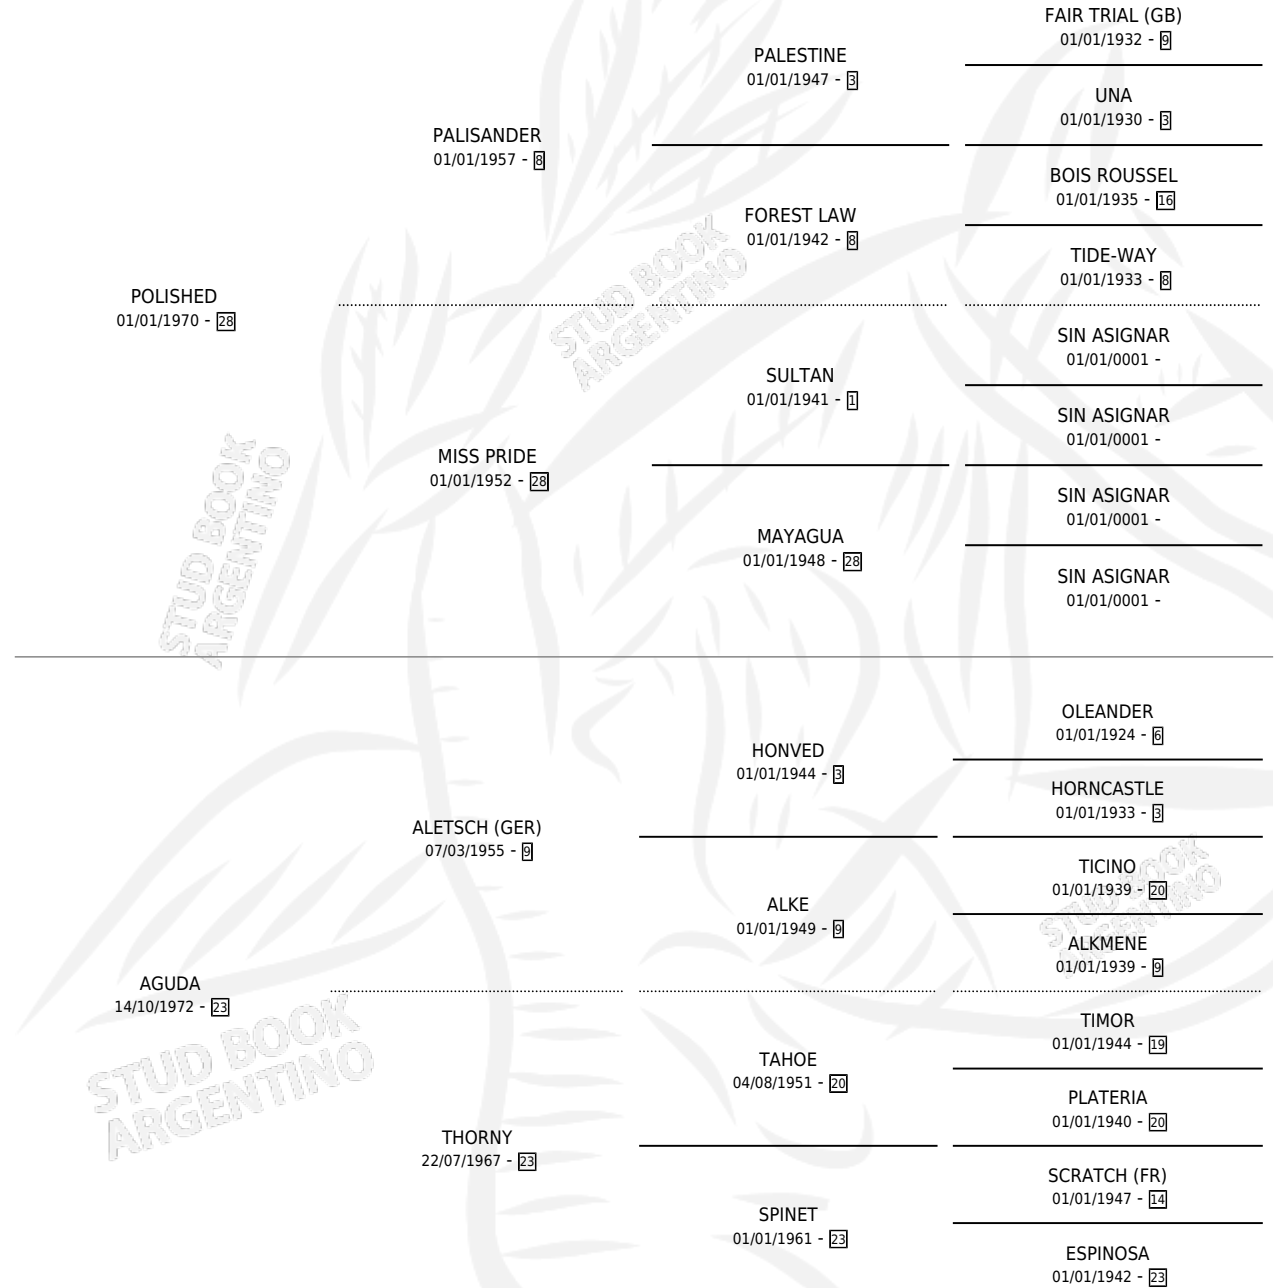 FAIR TRIAL (GB)
01/01/1932 - 9
PALESTINE
01/01/1947 - 3
UNA
01/01/1930 - 3
PALISANDER
01/01/1957 - 8
BOIS ROUSSEL
01/01/1935 - 16
FOREST LAW
01/01/1942 - 8
TIDE-WAY
01/01/1933 - 8
POLISHED
01/01/1970 - 28
SIN ASIGNAR
01/01/0001 -
SULTAN
01/01/1941 - 1
SIN ASIGNAR
01/01/0001 -
MISS PRIDE
01/01/1952 - 28
SIN ASIGNAR
01/01/0001 -
MAYAGUA
01/01/1948 - 28
SIN ASIGNAR
01/01/0001 -
STUD BOOK
ARGENTINO
STUD BOOK
ARGENTINO
OLEANDER
01/01/1924 - 6
HONVED
01/01/1944 - 3
HORNCASTLE
01/01/1933 - 3
ALETSCH (GER)
07/03/1955 - 9
TICINO
01/01/1939 - 20
ALKE
01/01/1949 - 9
ALKMENE
01/01/1939 - 9
STUD BOOK
ARGENTINO
AGUDA
14/10/1972 - 23
TIMOR
01/01/1944 - 19
TAHOE
04/08/1951 - 20
PLATERIA
01/01/1940 - 20
STUD BOOK
ARGENTINO
THORNY
22/07/1967 - 23
SCRATCH (FR)
01/01/1947 - 14
SPINET
01/01/1961 - 23
ESPINOSA
01/01/1942 - 23